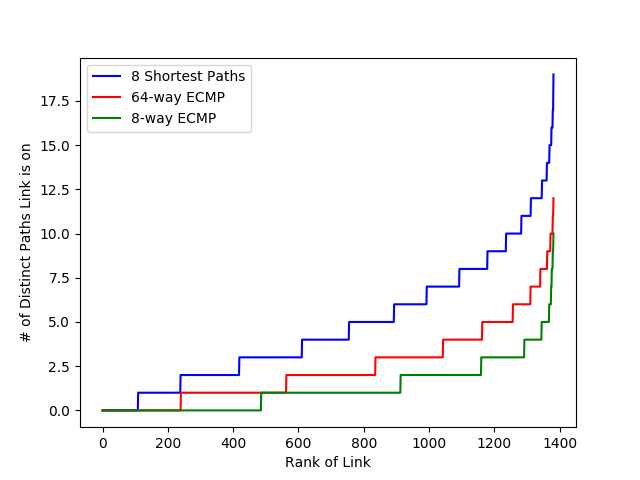 8 Shortest Paths
64-way ECMP
8-way ECMP
17.5
15.0
12.5
10.0
7.5
5.0
2.5
0.0
# of Distinct Paths Link is on
0 200 400 600 800 1000 1200 1400
Rank of Link